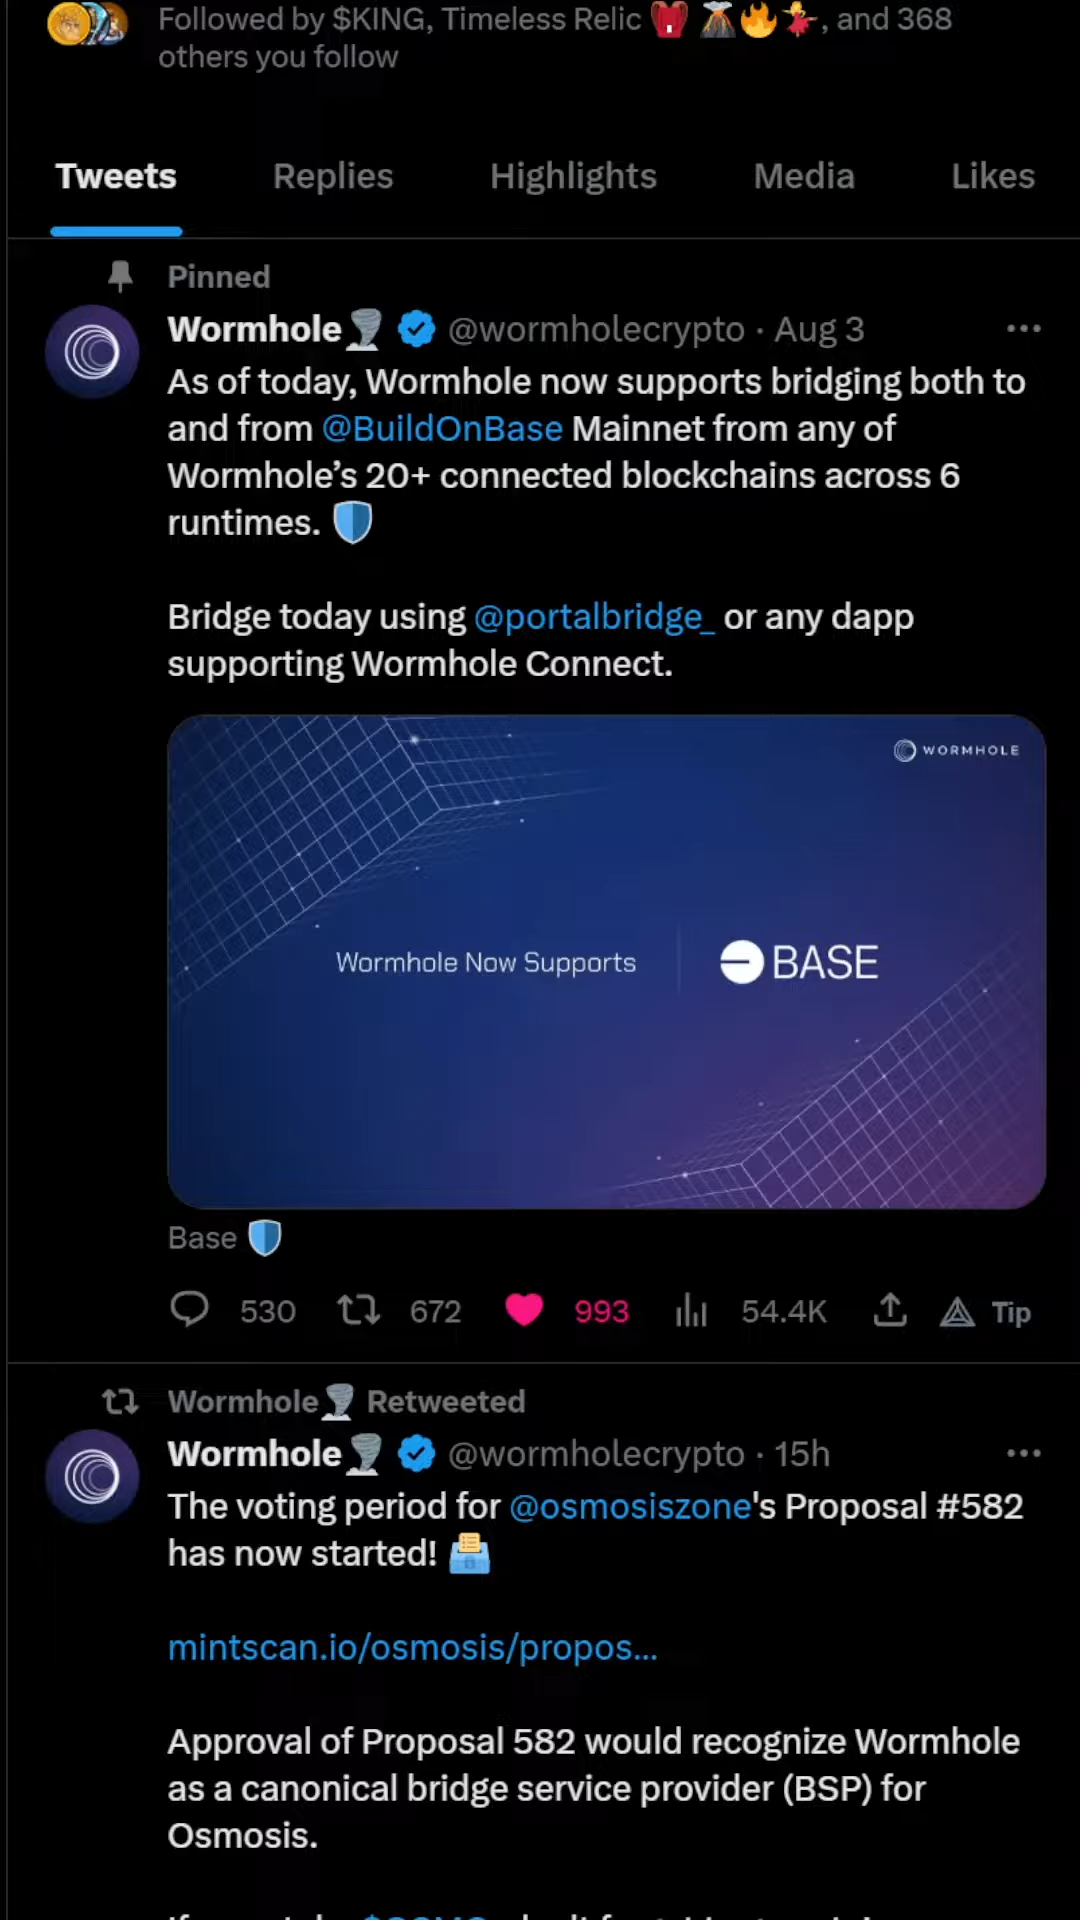 Followed by $KING, Timeless Relic 🎒🌋🔥💃, and 368
others you follow
Tweets Replies Highlights Media Likes
Pinned
Wormhole🌪️ @wormholecrypto · Aug 3
As of today, Wormhole now supports bridging both to
and from @BuildOnBase Mainnet from any of
Wormhole’s 20+ connected blockchains across 6
runtimes. 🛡️
Bridge today using @portalbridge_ or any dapp
supporting Wormhole Connect.
WORMHOLE
Wormhole Now Supports BASE
Base 🛡️
530 672 993 54.4K Tip
Wormhole🌪️ Retweeted
Wormhole🌪️ @wormholecrypto · 15h
The voting period for @osmosiszone's Proposal #582
has now started! 🗳️
mintscan.io/osmosis/propos...
Approval of Proposal 582 would recognize Wormhole
as a canonical bridge service provider (BSP) for
Osmosis.